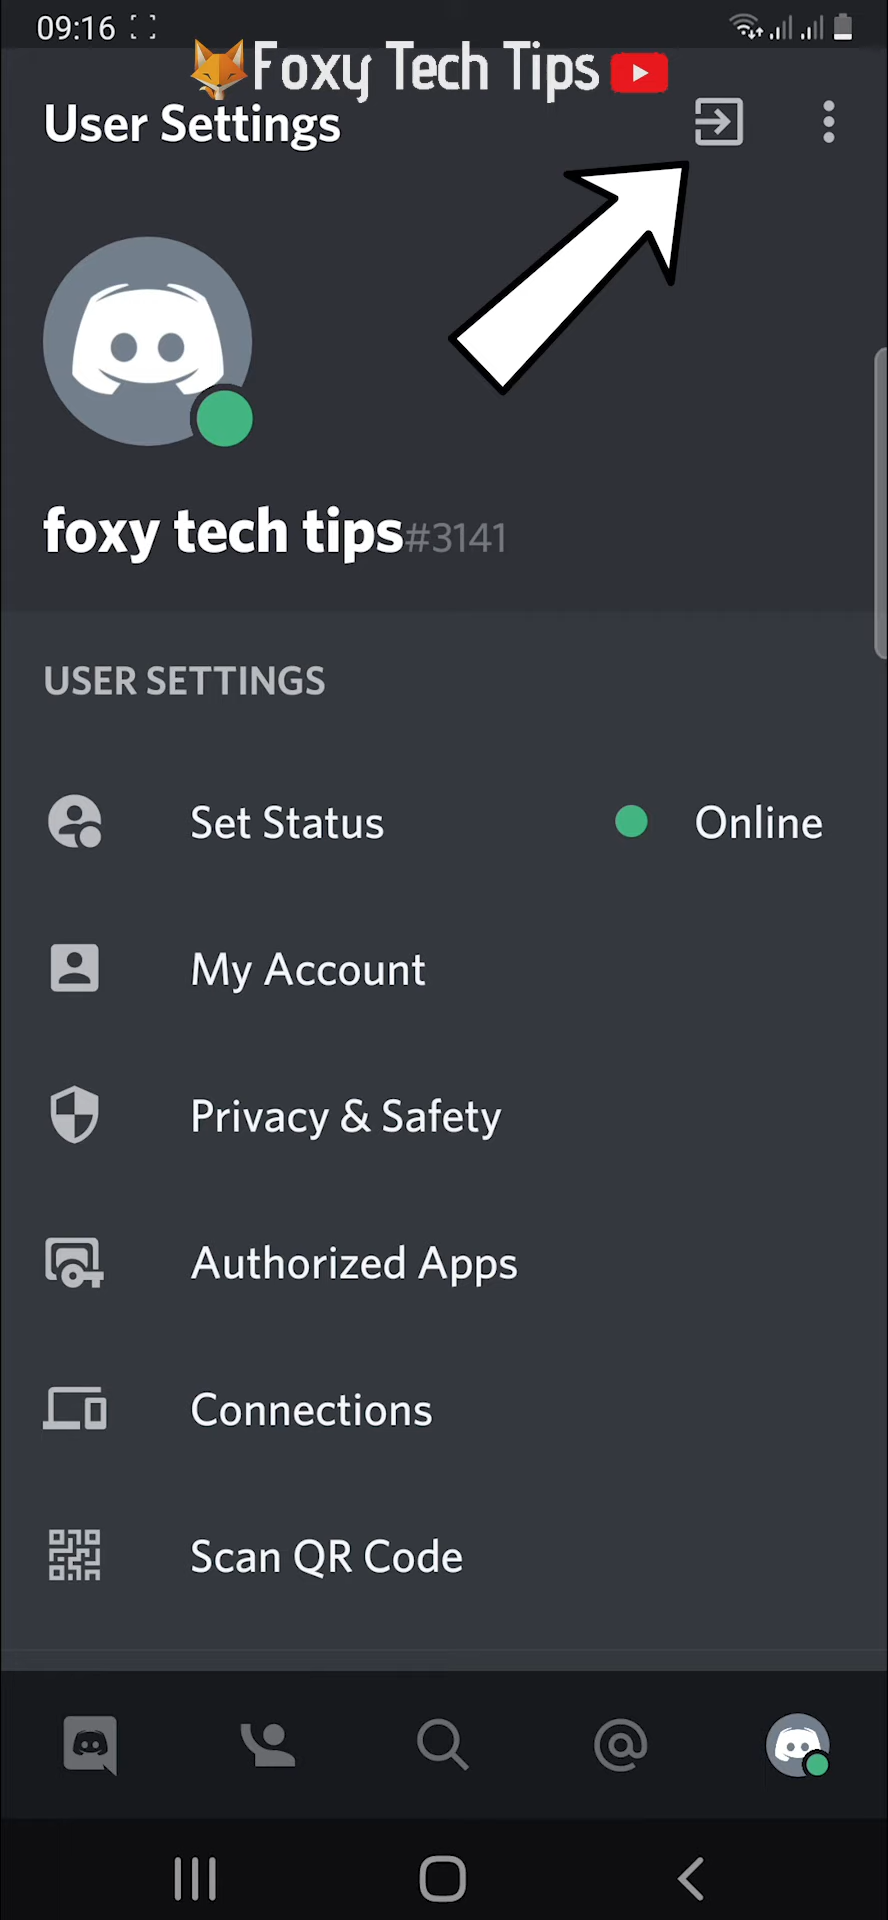 09:16
Foxy Tech Tips
User Settings
foxy tech tips#3141
USER SETTINGS
Set Status
Online
My Account
Privacy & Safety
Authorized Apps
Connections
Scan QR Code